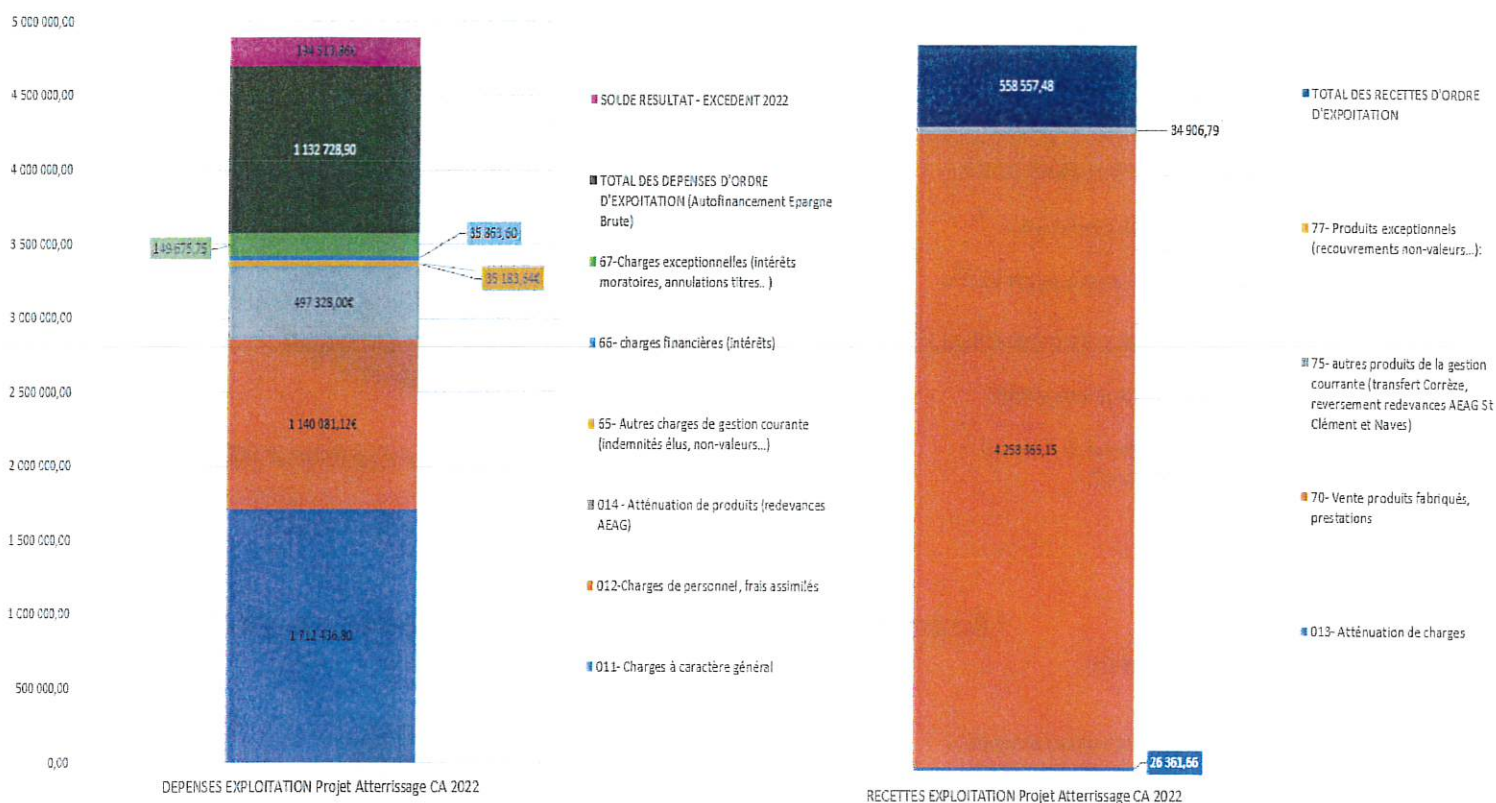 5 000 000,00
4 500 000,00
4 000 000,00
3 500 000,00
3 000 000,00
2 500 000,00
2 000 000,00
1 500 000,00
1 000 000,00
500 000,00
0,00
1 132 728,90
149 675,75
35 183,64€
497 328,00€
1 140 081,12€
DEPENSES EXPLOITATION Projet Atterrissage CA 2022
SOLDE RESULTAT - EXCEDENT 2022
TOTAL DES DEPENSES D'ORDRE
D'EXPOITATION (Autofinancement Epargne
Brute)
67-Charges exceptionnelles (intérêts
moratoires, annulations titres.. )
66- charges financières (intérêts)
65- Autres charges de gestion courante
(indemnités élus, non-valeurs...)
014 - Atténuation de produits (redevances
AEAG)
012-Charges de personnel, frais assimilés
011- Charges à caractère général
558 557,48
34 906,79
4 258 365,15
26 361,66
RECETTES EXPLOITATION Projet Atterrissage CA 2022
TOTAL DES RECETTES D'ORDRE
D'EXPOITATION
77- Produits exceptionnels
(recouvrements non-valeurs...):
75- autres produits de la gestion
courrante (transfert Corrèze,
reversement redevances AEAG St
Clément et Naves)
70- Vente produits fabriqués,
prestations
013- Atténuation de charges